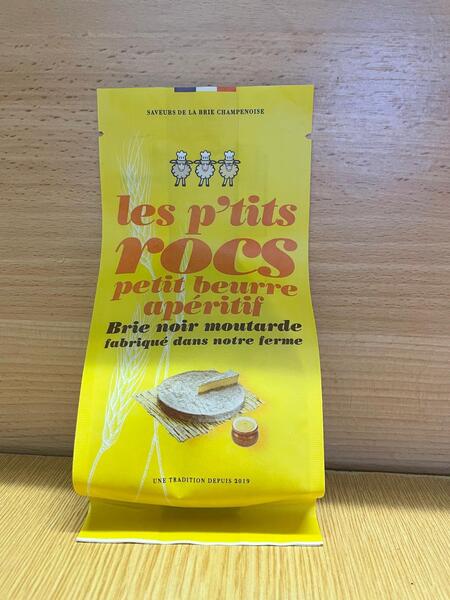 SAVEURS DE LA BRIE CHAMPENOISE
les p'tits
rocs
petit beurre
apéritif
Brie noir moutarde
fabriqué dans notre ferme
UNE TRADITION DEPUIS 2019